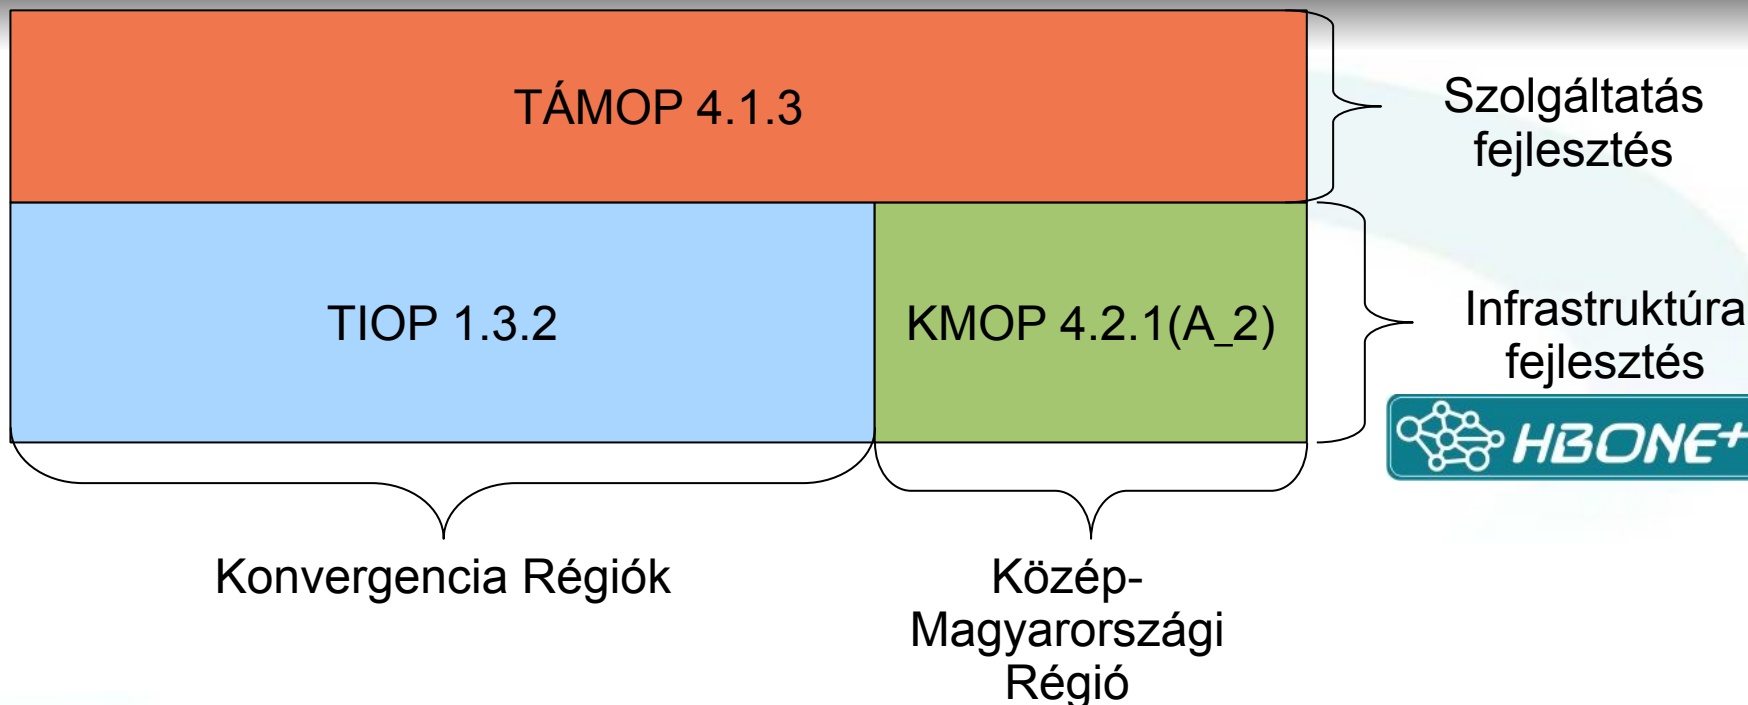 TÁMOP 4.1.3
Szolgáltatás
fejlesztés
TIOP 1.3.2
KMOP 4.2.1(A_2)
Infrastruktúra
fejlesztés
HBONE+
Konvergencia Régiók
Közép-
Magyarországi
Régió